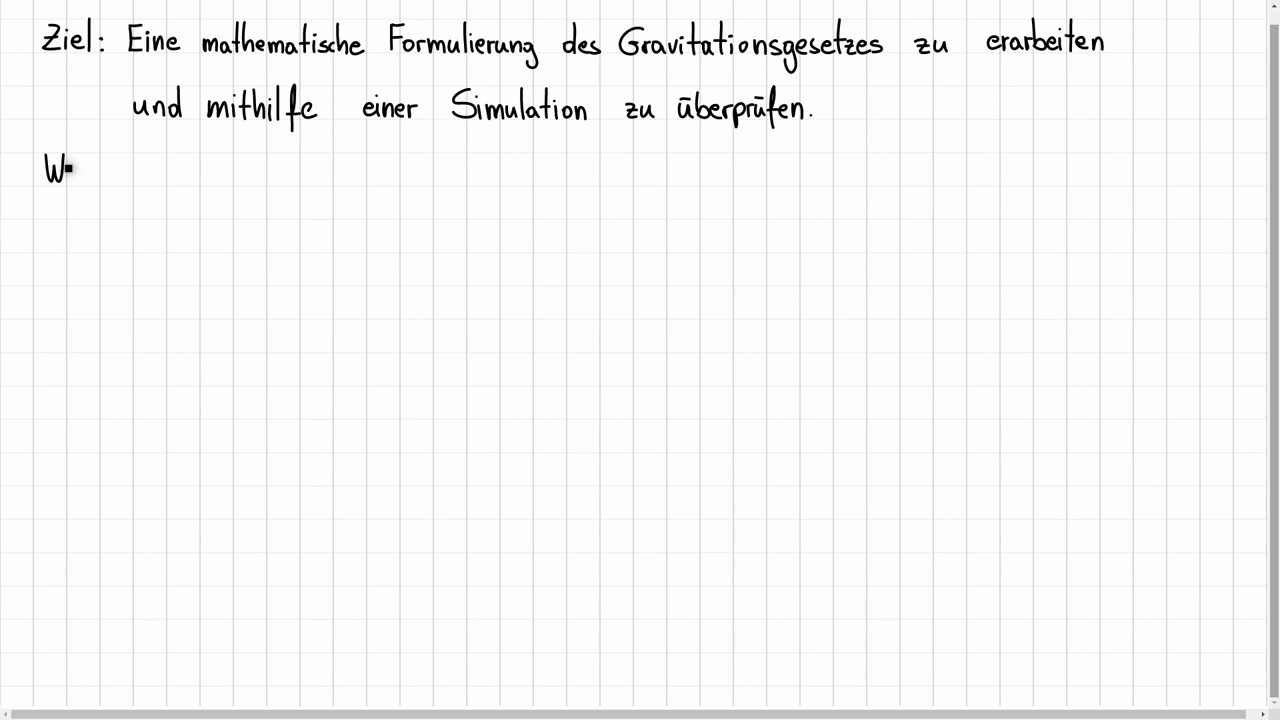 Ziel: Eine mathematische Formulierung des Gravitationsgesetzes zu erarbeiten
und mithilfe einer Simulation zu überprüfen.
W